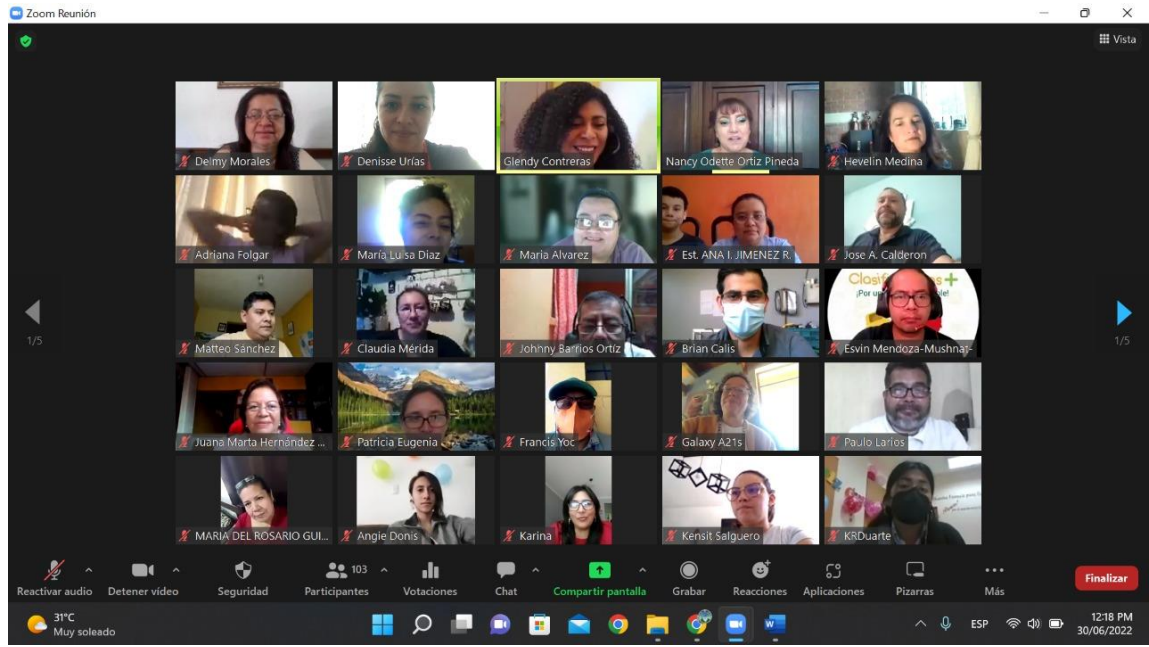 Zoom Reunión
Vista
Delmy Morales
Denisse Urías
Glendy Contreras
Nancy Odette Ortiz Pineda
Hevelin Medina
Adriana Folgar
María Luisa Diaz
Maria Alvarez
Est. ANA I. JIMENEZ R.
Jose A. Calderon
1/5
1/5
Matteo Sánchez
Claudia Mérida
Johnny Barrios Ortíz
Brian Calis
Esvin Mendoza-Mushnat-
Juana Marta Hernández ...
Patricia Eugenia
Francis Yoc
Galaxy A21s
Paulo Larios
MARIA DEL ROSARIO GUI...
Angie Donis
Karina
Kensit Salguero
KRDuarte
Reactivar audio
Detener vídeo
Seguridad
103
Participantes
Votaciones
Chat
Compartir pantalla
Grabar
Reacciones
Aplicaciones
Pizarras
Más
Finalizar
31°C
Muy soleado
ESP
12:18 PM
30/06/2022